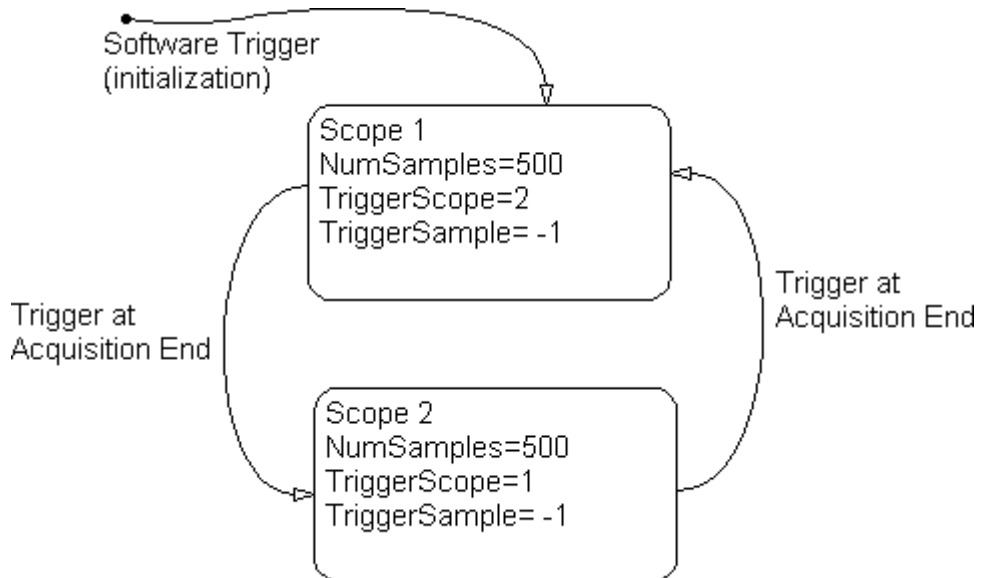 Software Trigger
(initialization)
Scope 1
NumSamples=500
TriggerScope=2
TriggerSample= -1
Trigger at
Acquisition End
Trigger at
Acquisition End
Scope 2
NumSamples=500
TriggerScope=1
TriggerSample= -1